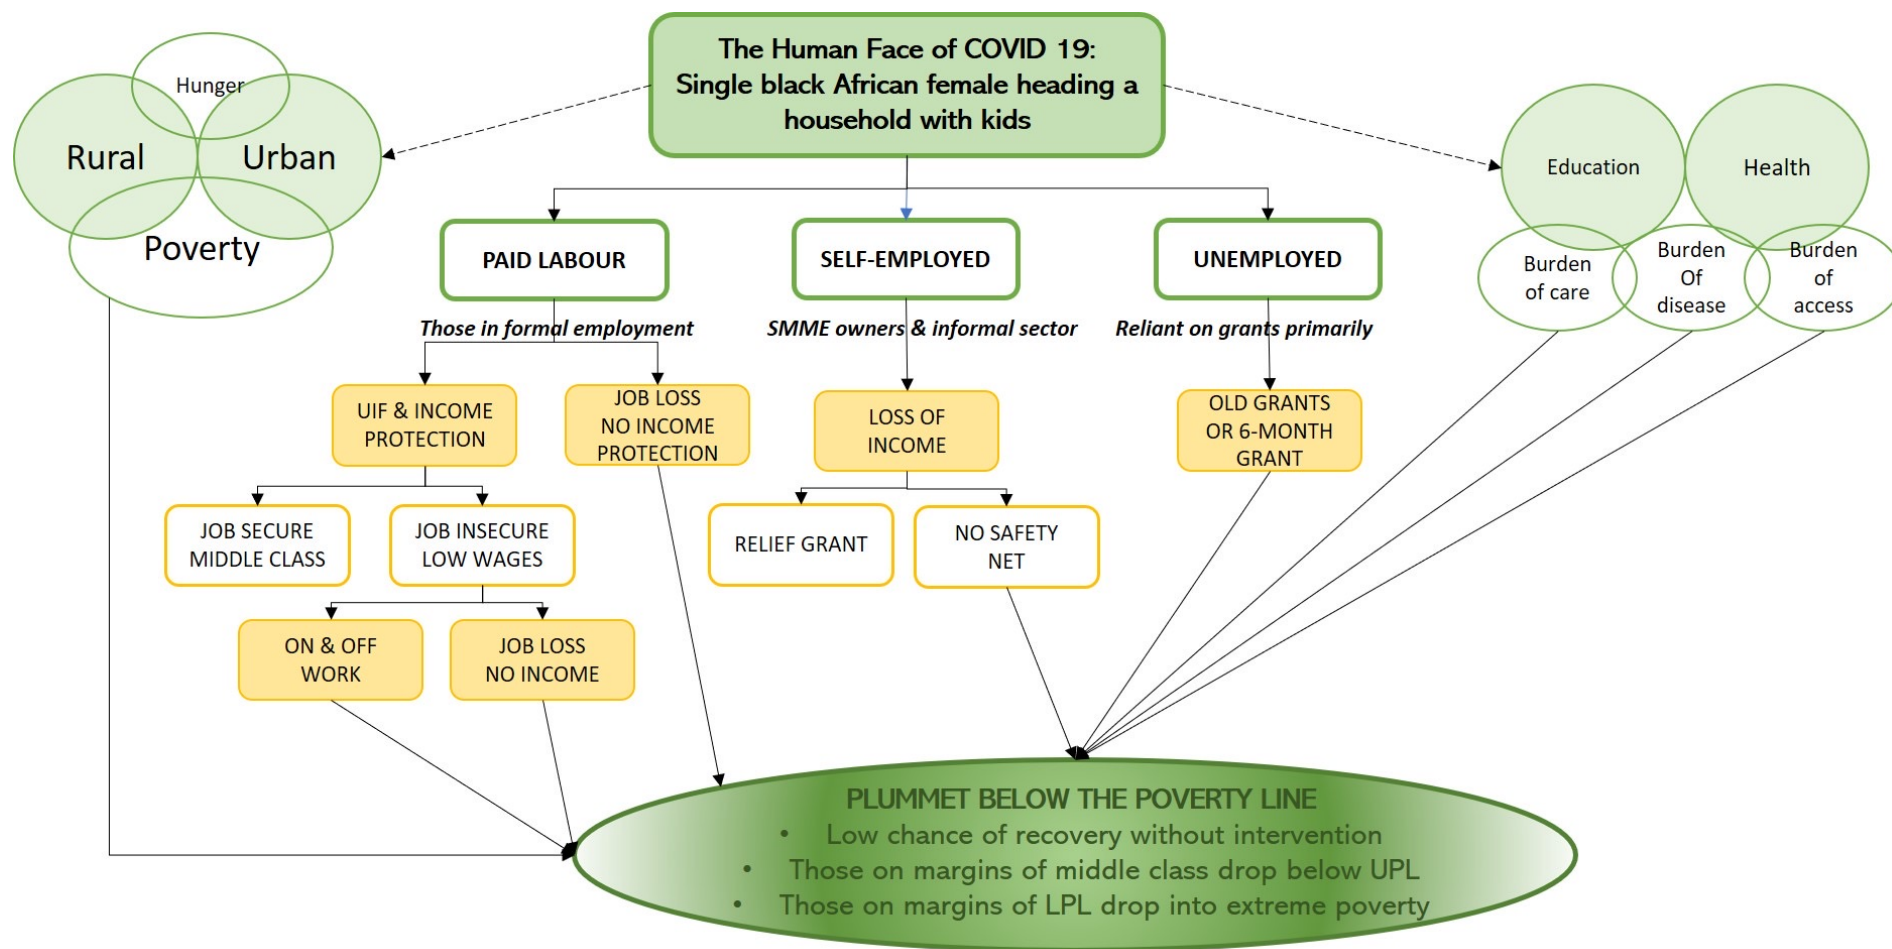 The Human Face of COVID 19:
Single black African female heading a
household with kids
Hunger
Rural
Urban
Poverty
Education
Health
Burden
of care
Burden
Of
disease
Burden
of
access
PAID LABOUR
SELF-EMPLOYED
UNEMPLOYED
Those in formal employment
SMME owners & informal sector
Reliant on grants primarily
UIF & INCOME
PROTECTION
JOB LOSS
NO INCOME
PROTECTION
LOSS OF
INCOME
OLD GRANTS
OR 6-MONTH
GRANT
JOB SECURE
MIDDLE CLASS
JOB INSECURE
LOW WAGES
RELIEF GRANT
NO SAFETY
NET
ON & OFF
WORK
JOB LOSS
NO INCOME
PLUMMET BELOW THE POVERTY LINE
• Low chance of recovery without intervention
• Those on margins of middle class drop below UPL
• Those on margins of LPL drop into extreme poverty